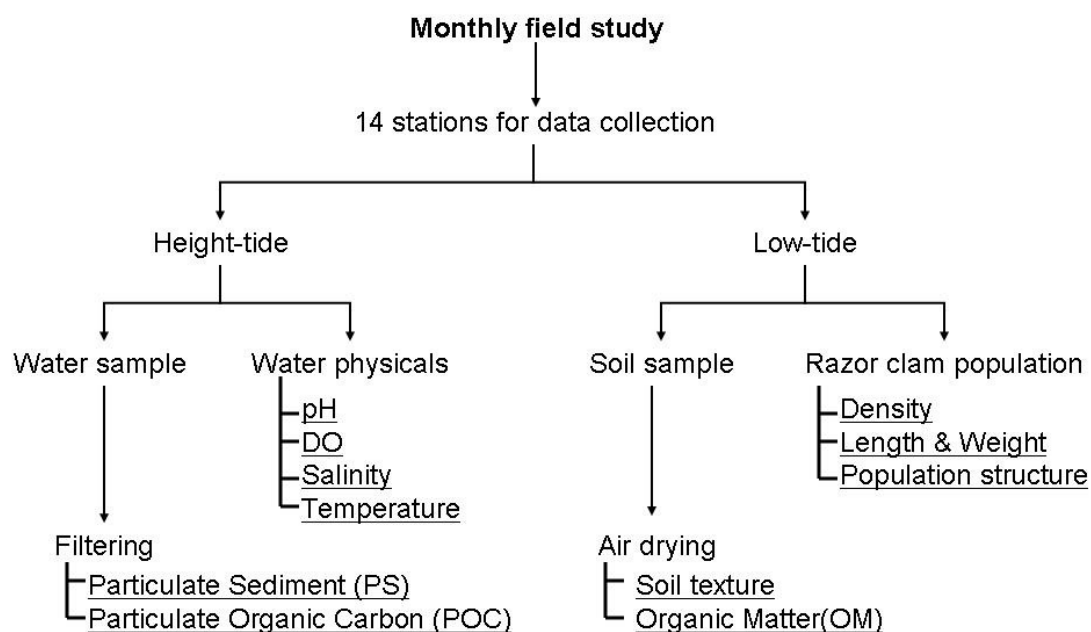 Monthly field study
14 stations for data collection
Height-tide
Low-tide
Water sample
Water physicals
Soil sample
Razor clam population
pH
DO
Salinity
Temperature
Density
Length & Weight
Population structure
Filtering
Air drying
Particulate Sediment (PS)
Particulate Organic Carbon (POC)
Soil texture
Organic Matter(OM)